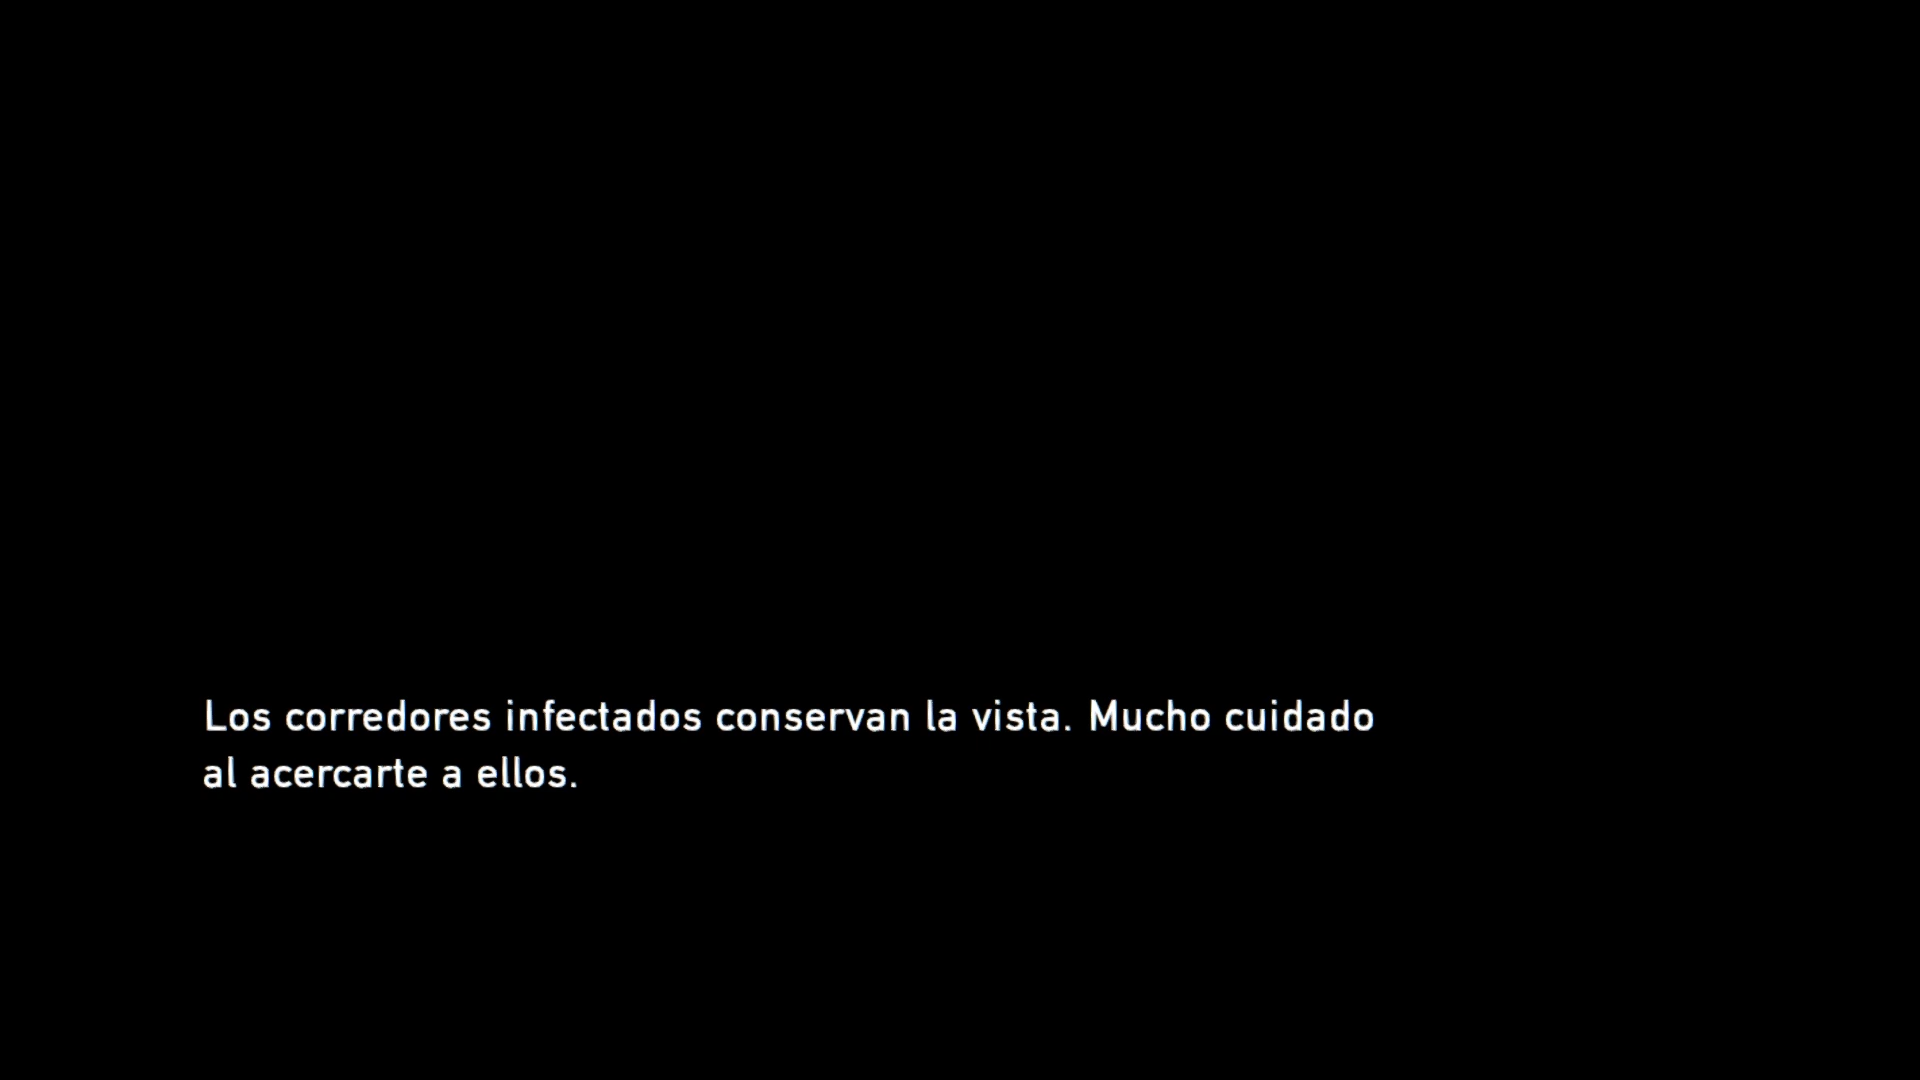 Los corredores infectados conservan la vista. Mucho cuidado
al acercarte a ellos.